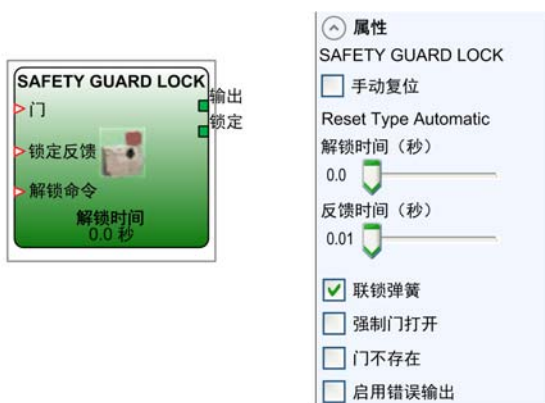 SAFETY GUARD LOCK
门
锁定反馈
解锁命令
解锁时间
0.0 秒
输出
锁定
属性
SAFETY GUARD LOCK
手动复位
Reset Type Automatic
解锁时间（秒）
0.0
反馈时间（秒）
0.01
联锁弹簧
强制门打开
门不存在
启用错误输出